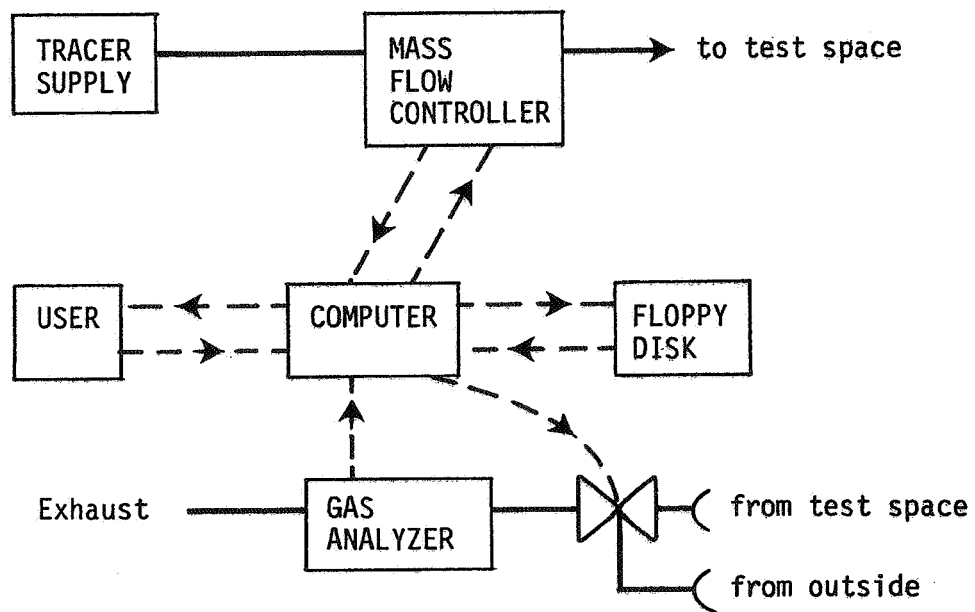 TRACER
SUPPLY
MASS
FLOW
CONTROLLER
to test space
USER
COMPUTER
FLOPPY
DISK
Exhaust
GAS
ANALYZER
from test space
from outside